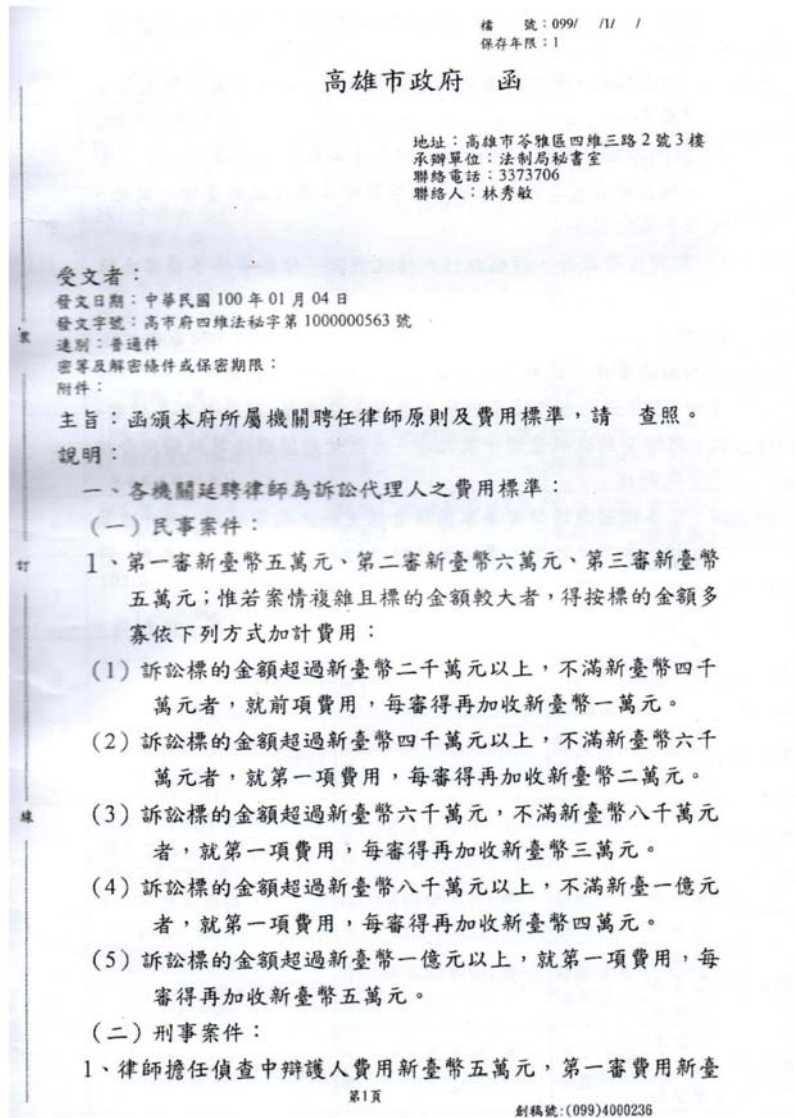 檔　　號：099/　/1/　/
保存年限：1
高雄市政府　函
地址：高雄市苓雅區四維三路2號3樓
承辦單位：法制局秘書室
聯絡電話：3373706
聯絡人：林秀敏
受文者：
發文日期：中華民國100年01月04日
發文字號：高市府四維法秘字第1000000563號
速別：普通件
密等及解密條件或保密期限：
附件：
主旨：函頒本府所屬機關聘任律師原則及費用標準，請　查照。
說明：
一、各機關延聘律師為訴訟代理人之費用標準：
（一）民事案件：
1、第一審新臺幣五萬元、第二審新臺幣六萬元、第三審新臺幣
五萬元；惟若案情複雜且標的金額較大者，得按標的金額多
寡依下列方式加計費用：
（1）訴訟標的金額超過新臺幣二千萬元以上，不滿新臺幣四千
萬元者，就前項費用，每審得再加收新臺幣一萬元。
（2）訴訟標的金額超過新臺幣四千萬元以上，不滿新臺幣六千
萬元者，就第一項費用，每審得再加收新臺幣二萬元。
（3）訴訟標的金額超過新臺幣六千萬元，不滿新臺幣八千萬元
者，就第一項費用，每審得再加收新臺幣三萬元。
（4）訴訟標的金額超過新臺幣八千萬元以上，不滿新臺一億元
者，就第一項費用，每審得再加收新臺幣四萬元。
（5）訴訟標的金額超過新臺幣一億元以上，就第一項費用，每
審得再加收新臺幣五萬元。
（二）刑事案件：
1、律師擔任偵查中辯護人費用新臺幣五萬元，第一審費用新臺
第1頁
創稿號:(099)4000236
裝
訂
線